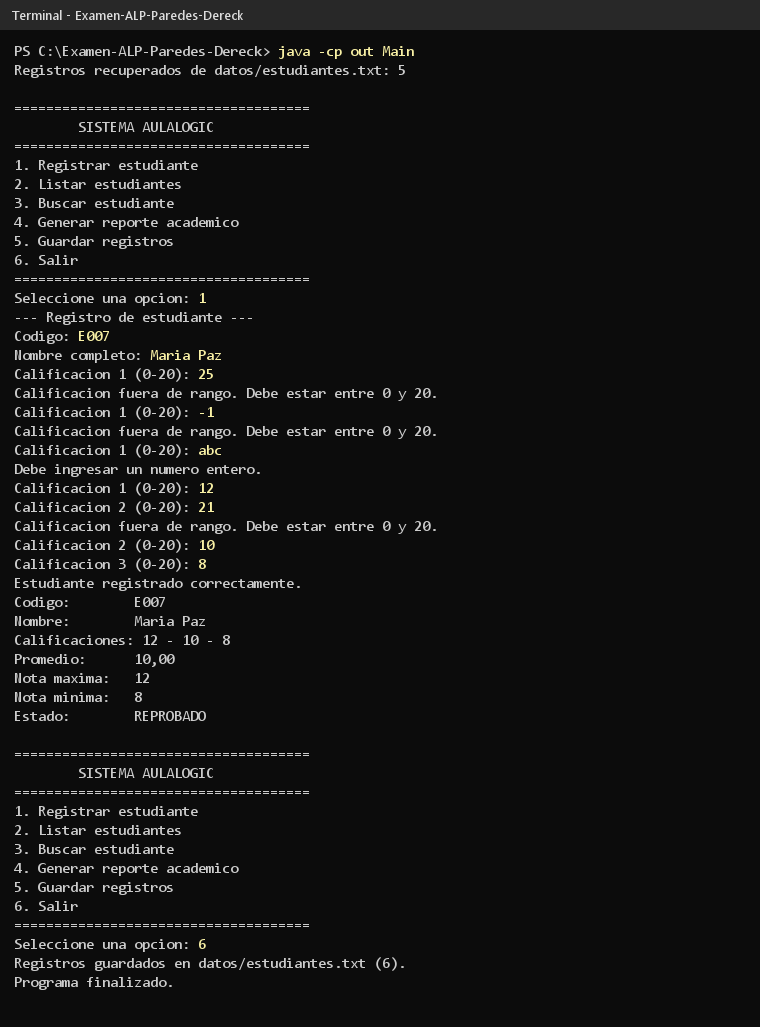 Terminal - Examen-ALP-Paredes-Dereck
PS C:\Examen-ALP-Paredes-Dereck> java -cp out Main
Registros recuperados de datos/estudiantes.txt: 5
=====================================
SISTEMA AULALOGIC
=====================================
1. Registrar estudiante
2. Listar estudiantes
3. Buscar estudiante
4. Generar reporte academico
5. Guardar registros
6. Salir
=====================================
Seleccione una opcion: 1
--- Registro de estudiante ---
Codigo: E007
Nombre completo: Maria Paz
Calificacion 1 (0-20): 25
Calificacion fuera de rango. Debe estar entre 0 y 20.
Calificacion 1 (0-20): -1
Calificacion fuera de rango. Debe estar entre 0 y 20.
Calificacion 1 (0-20): abc
Debe ingresar un numero entero.
Calificacion 1 (0-20): 12
Calificacion 2 (0-20): 21
Calificacion fuera de rango. Debe estar entre 0 y 20.
Calificacion 2 (0-20): 10
Calificacion 3 (0-20): 8
Estudiante registrado correctamente.
Codigo:        E007
Nombre:        Maria Paz
Calificaciones: 12 - 10 - 8
Promedio:      10,00
Nota maxima:   12
Nota minima:   8
Estado:        REPROBADO
=====================================
SISTEMA AULALOGIC
=====================================
1. Registrar estudiante
2. Listar estudiantes
3. Buscar estudiante
4. Generar reporte academico
5. Guardar registros
6. Salir
=====================================
Seleccione una opcion: 6
Registros guardados en datos/estudiantes.txt (6).
Programa finalizado.